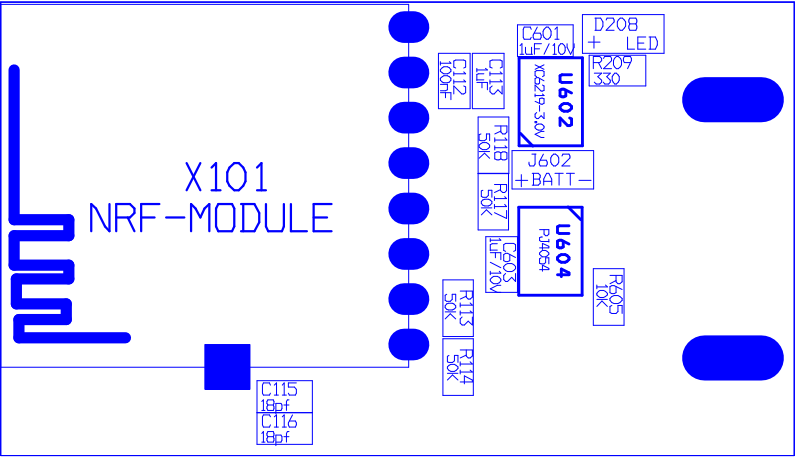 D208
+ LED
C601
1uF/10V
R209
330
C112
100nF
C113
1uF
U602
XC6219-3.0V
R118
50K
J602
+BATT-
X101
NRF-MODULE
R117
50K
U604
PJ4054
C603
1uF/10V
R605
10K
R113
50K
R114
50K
C115
18pf
C116
18pf